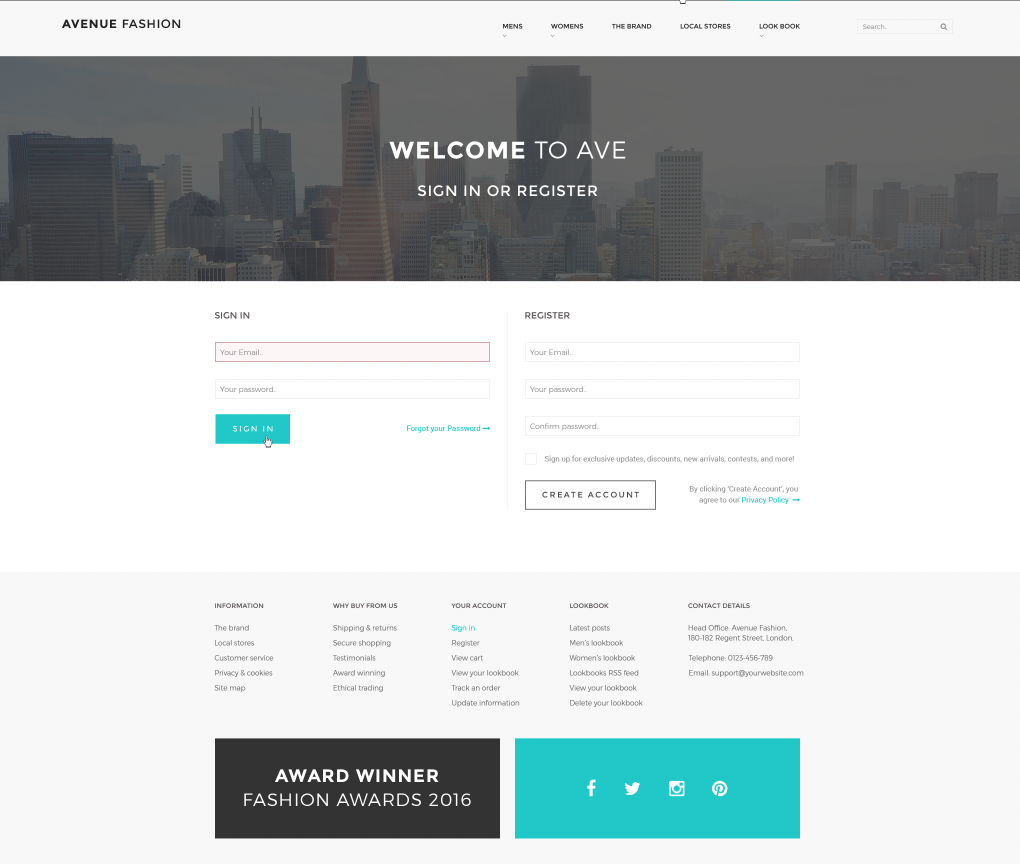 AVENUE FASHION
MENS
WOMENS
THE BRAND
LOCAL STORES
LOOK BOOK
Search..
WELCOME TO AVE
SIGN IN OR REGISTER
SIGN IN
Your Email..
Your password..
SIGN IN
Forgot your Password
REGISTER
Your Email..
Your password..
Confirm password..
Sign up for exclusive updates, discounts, new arrivals, contests, and more!
CREATE ACCOUNT
By clicking 'Create Account', you
agree to our Privacy Policy
INFORMATION
The brand
Local stores
Customer service
Privacy & cookies
Site map
WHY BUY FROM US
Shipping & returns
Secure shopping
Testimonials
Award winning
Ethical trading
YOUR ACCOUNT
Sign in
Register
View cart
View your lookbook
Track an order
Update information
LOOKBOOK
Latest posts
Men's lookbook
Women's lookbook
Lookbooks RSS feed
View your lookbook
Delete your lookbook
CONTACT DETAILS
Head Office: Avenue Fashion,
180-182 Regent Street, London.
Telephone: 0123-456-789
Email: support@yourwebsite.com
AWARD WINNER
FASHION AWARDS 2016